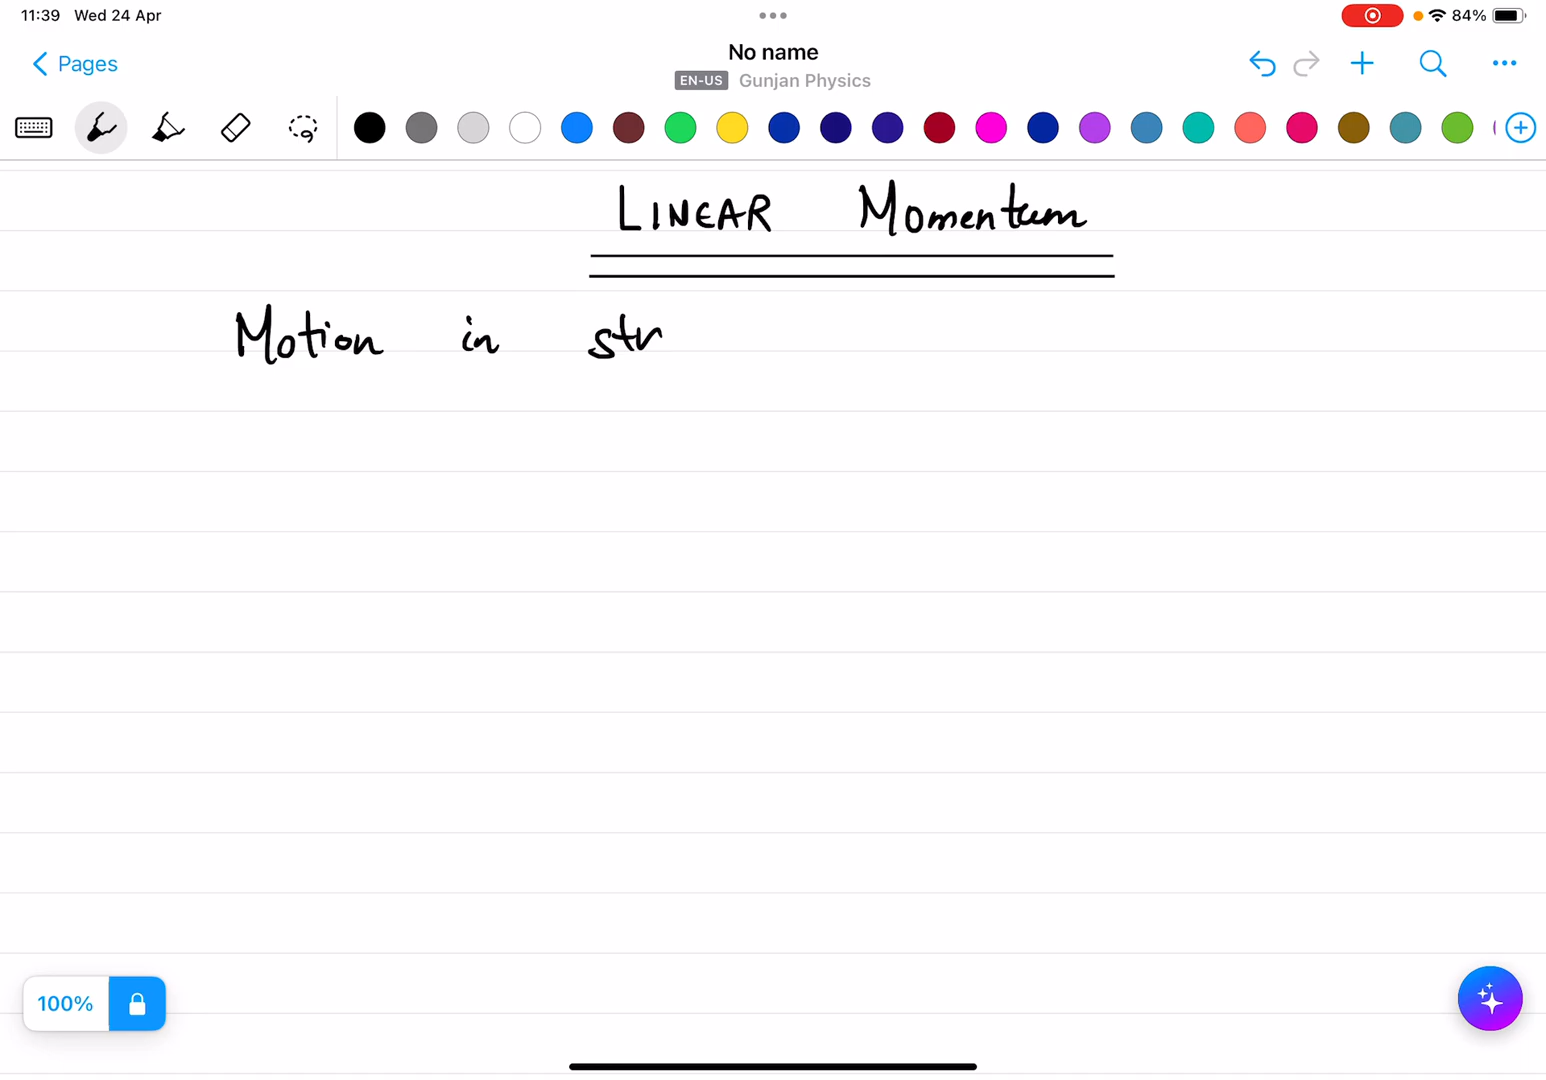 11:39 Wed 24 Apr 84%
Pages
No name
EN-US Gunjan Physics
LINEAR Momentum
Motion in str
100%